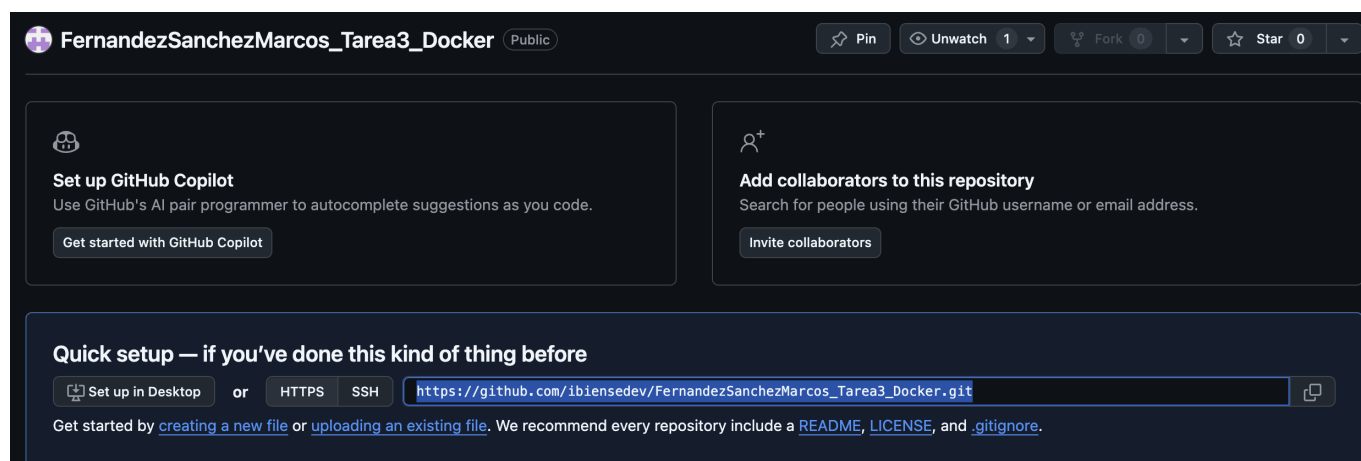 FernandezSanchezMarcos_Tarea3_Docker Public Pin Unwatch 1 Fork 0 Star 0
Set up GitHub Copilot
Use GitHub's AI pair programmer to autocomplete suggestions as you code.
Get started with GitHub Copilot
Add collaborators to this repository
Search for people using their GitHub username or email address.
Invite collaborators
Quick setup — if you've done this kind of thing before
Set up in Desktop or HTTPS SSH https://github.com/ibiensedev/FernandezSanchezMarcos_Tarea3_Docker.git
Get started by creating a new file or uploading an existing file. We recommend every repository include a README, LICENSE, and .gitignore.